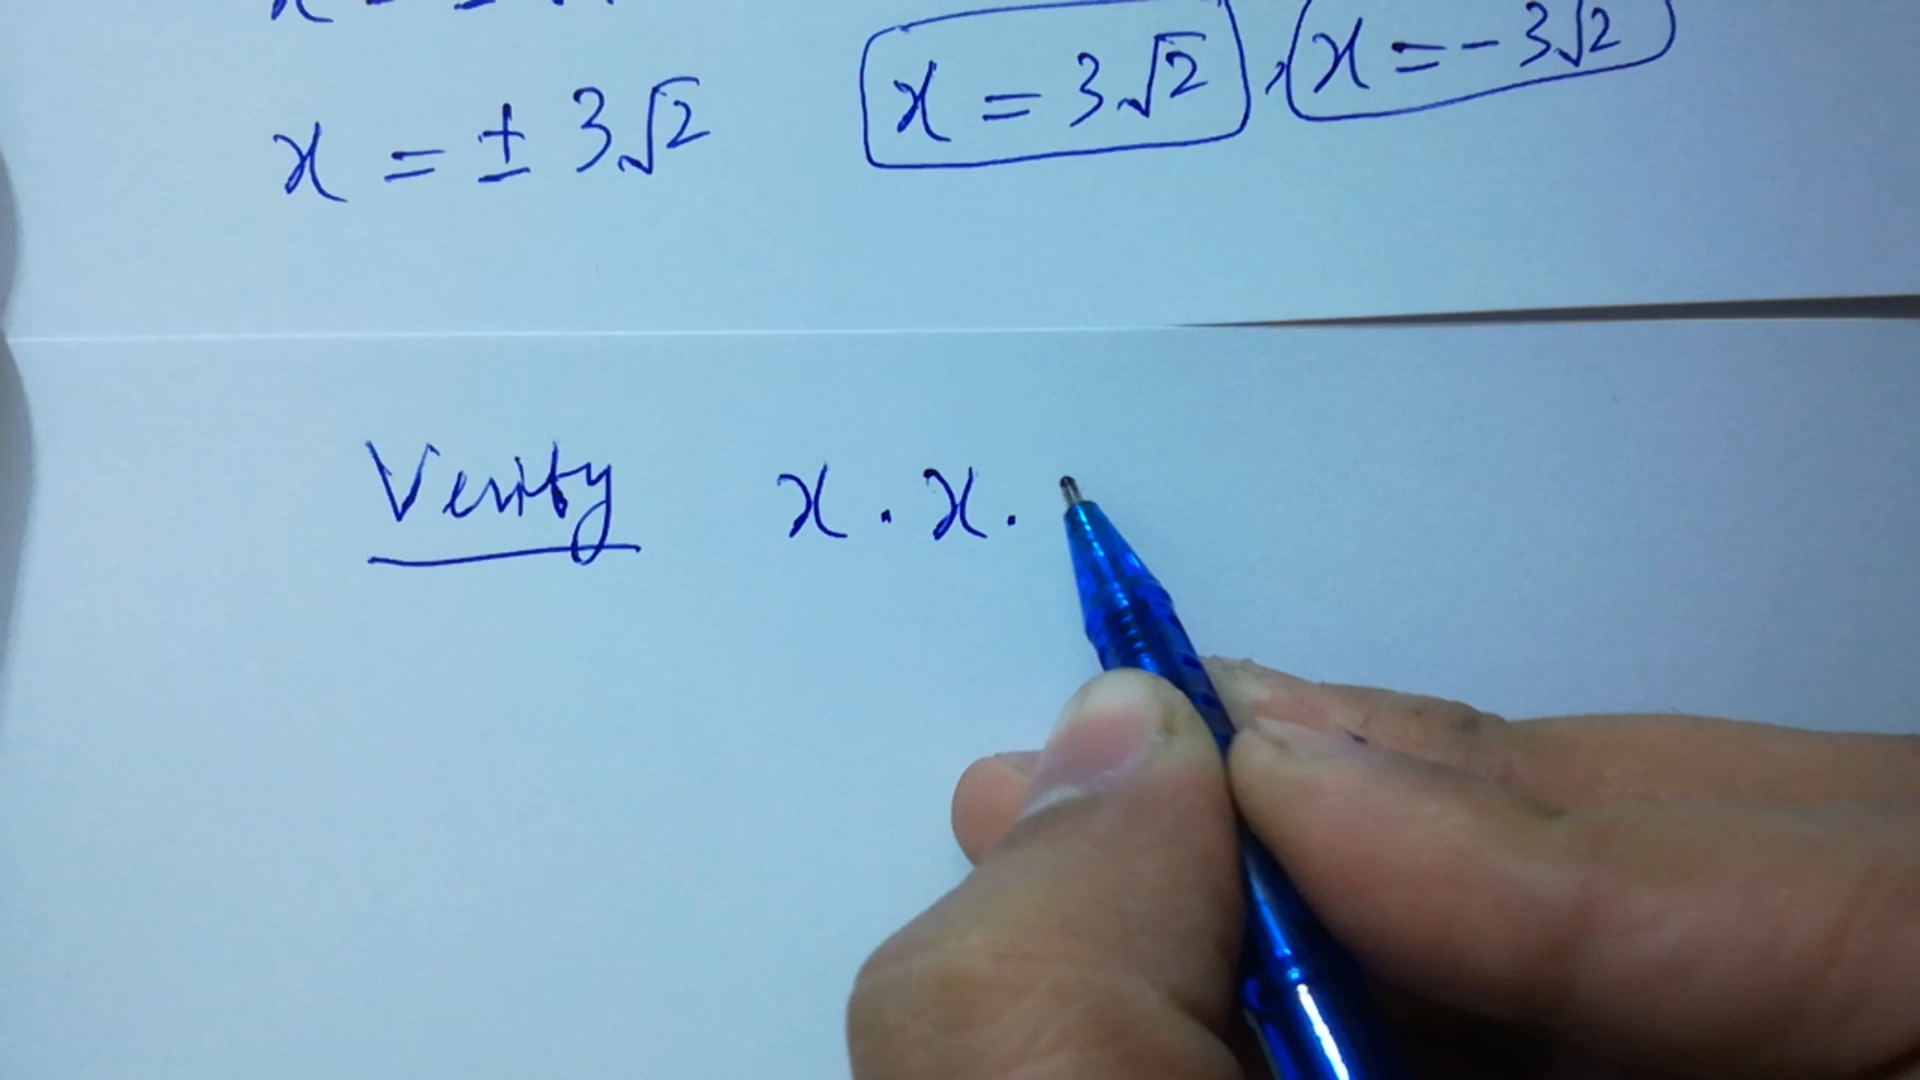 x = ± 3√2
x = 3√2 , x = - 3√2
Verify x . x .